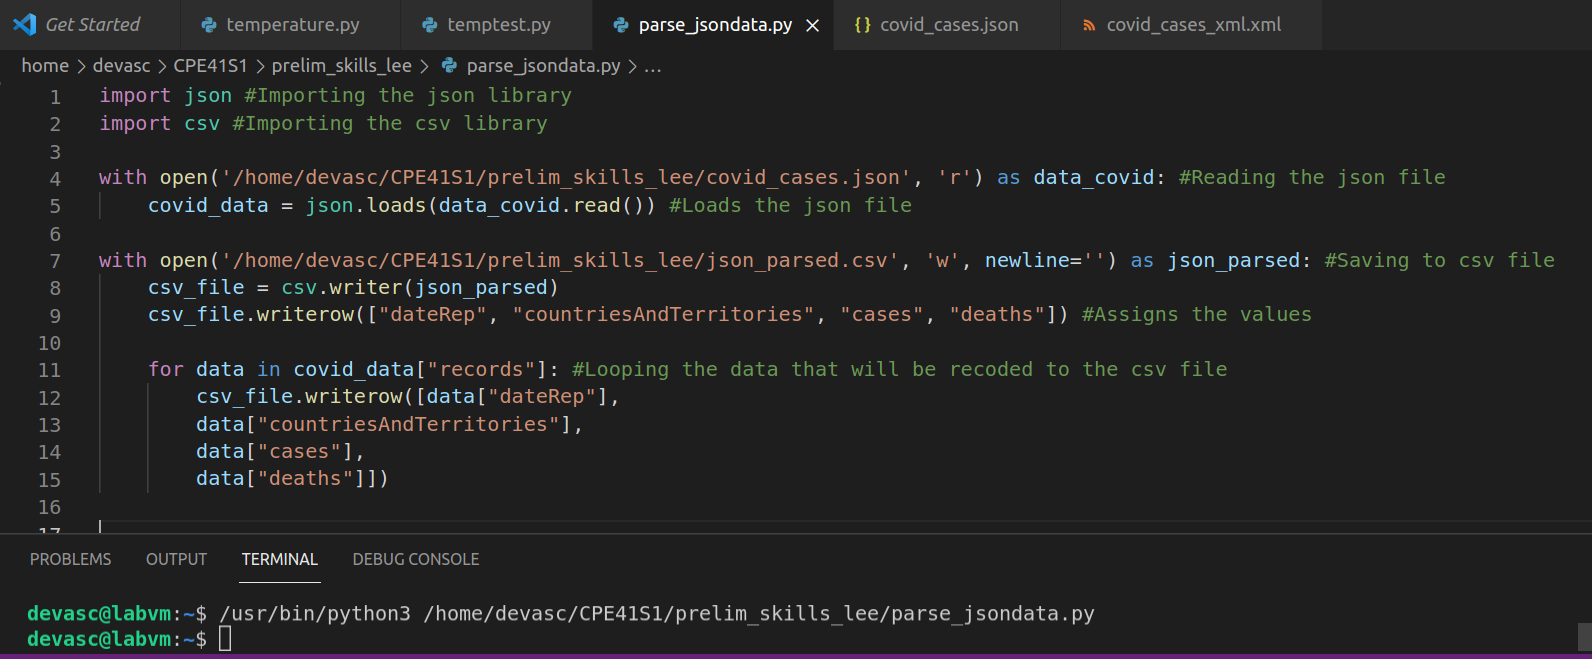 Get Started temperature.py temptest.py parse_jsondata.py covid_cases.json covid_cases_xml.xml
home > devasc > CPE41S1 > prelim_skills_lee > parse_jsondata.py > ...
1 import json #Importing the json library
2 import csv #Importing the csv library
3
4 with open('/home/devasc/CPE41S1/prelim_skills_lee/covid_cases.json', 'r') as data_covid: #Reading the json file
5     covid_data = json.loads(data_covid.read()) #Loads the json file
6
7 with open('/home/devasc/CPE41S1/prelim_skills_lee/json_parsed.csv', 'w', newline='') as json_parsed: #Saving to csv file
8     csv_file = csv.writer(json_parsed)
9     csv_file.writerow(["dateRep", "countriesAndTerritories", "cases", "deaths"]) #Assigns the values
10
11     for data in covid_data["records"]: #Looping the data that will be recoded to the csv file
12         csv_file.writerow([data["dateRep"],
13         data["countriesAndTerritories"],
14         data["cases"],
15         data["deaths"]])
16
17
PROBLEMS OUTPUT TERMINAL DEBUG CONSOLE
devasc@labvm:~$ /usr/bin/python3 /home/devasc/CPE41S1/prelim_skills_lee/parse_jsondata.py
devasc@labvm:~$